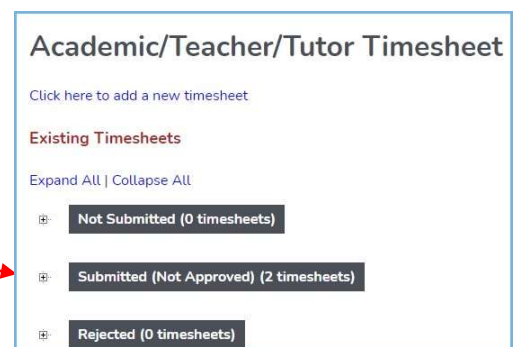 Academic/Teacher/Tutor Timesheet
Click here to add a new timesheet
Existing Timesheets
Expand All | Collapse All
Not Submitted (0 timesheets)
Submitted (Not Approved) (2 timesheets)
Rejected (0 timesheets)